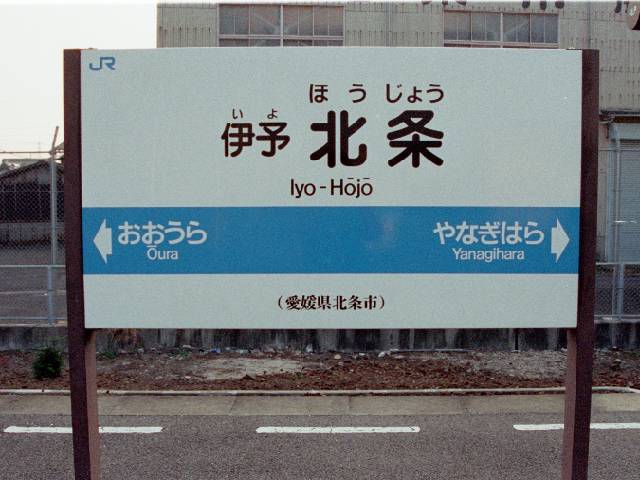 JR
いよ ほうじょう
伊予 北条
Iyo-Hōjō
おおうら やなぎはら
Ōura Yanagihara
（愛媛県北条市）